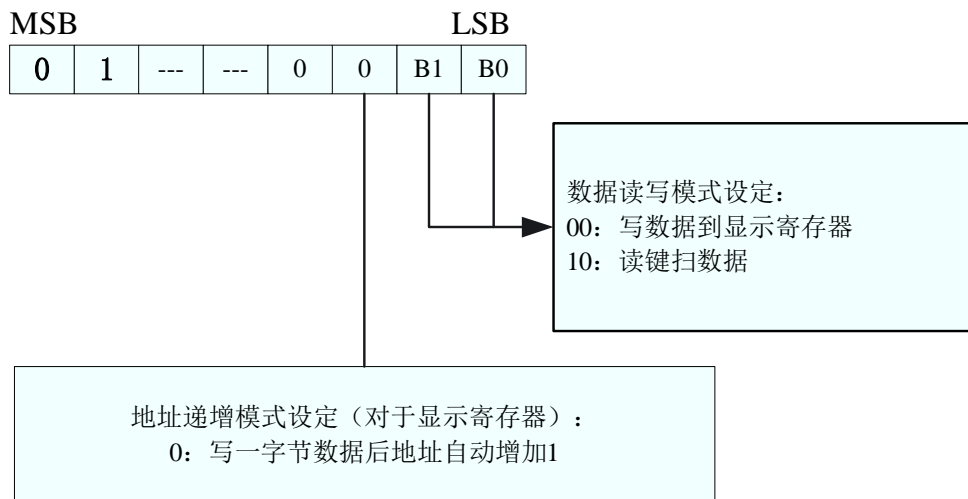 MSB LSB
0 1 --- --- 0 0 B1 B0
数据读写模式设定：
00：写数据到显示寄存器
10：读键扫数据
地址递增模式设定（对于显示寄存器）：
0：写一字节数据后地址自动增加1